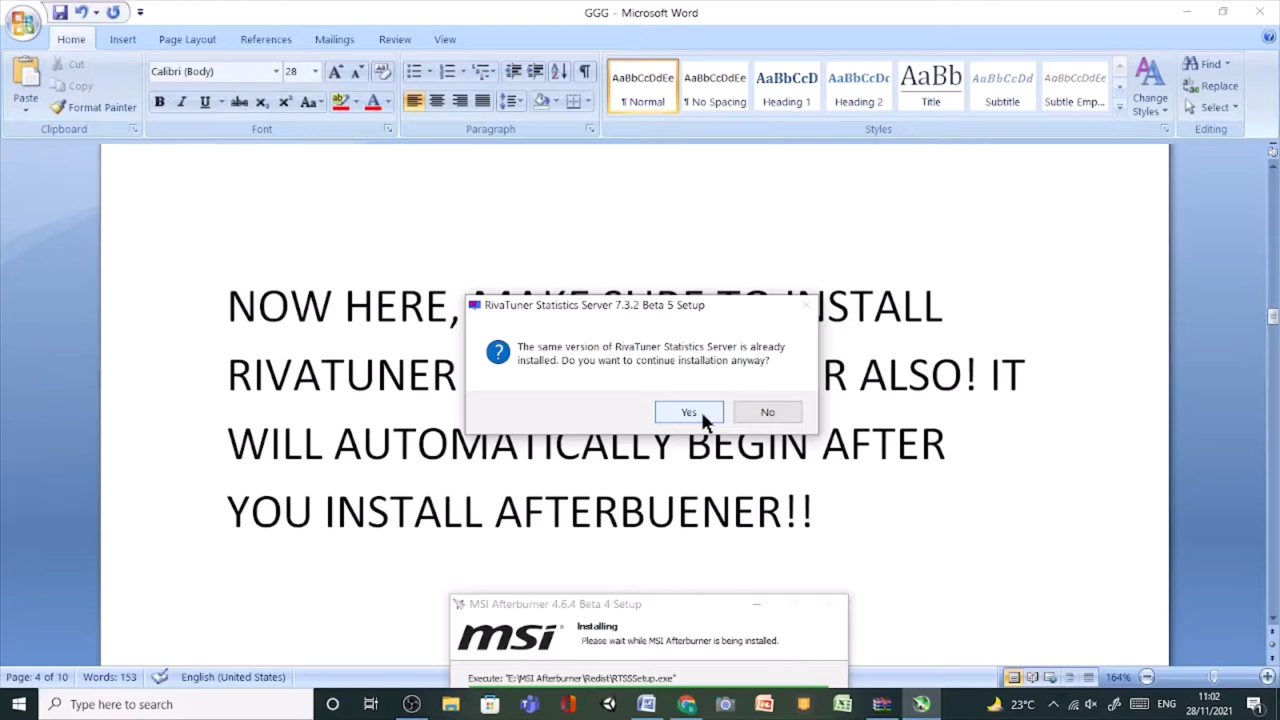 GGG - Microsoft Word
Home Insert Page Layout References Mailings Review View
Cut
Copy
Format Painter
Paste
Clipboard
Calibri (Body) 28
Font
Paragraph
AaBbCcDdEe AaBbCcDdEe AaBbCcD AaBbCcDc AaBb AaBbCcDd AaBbCcDdEe
¶ Normal ¶ No Spacing Heading 1 Heading 2 Title Subtitle Subtle Emp...
Change
Styles
Styles
Find
Replace
Select
Editing
NOW HERE, MAKE SURE TO INSTALL
RIVATUNER R ALSO! IT
WILL AUTOMATICALLY BEGIN AFTER
YOU INSTALL AFTERBUENER!!
RivaTuner Statistics Server 7.3.2 Beta 5 Setup
The same version of RivaTuner Statistics Server is already
installed. Do you want to continue installation anyway?
Yes No
MSI Afterburner 4.6.4 Beta 4 Setup
msi
Installing
Please wait while MSI Afterburner is being installed.
Execute: "E:\MSI Afterburner\Redist\RTSSSetup.exe"
Page: 4 of 10 Words: 153 English (United States) 164%
Type here to search
23°C ENG
11:02
28/11/2021